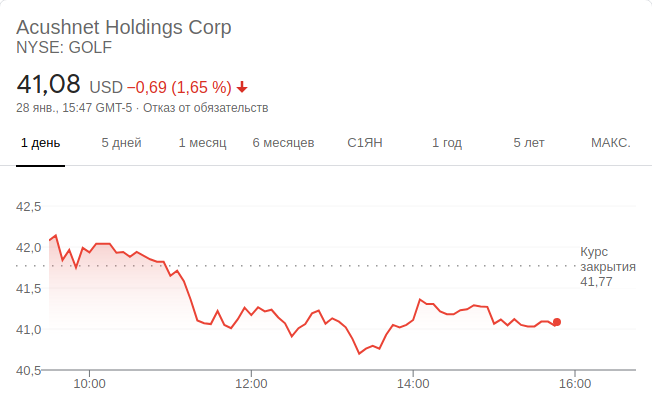 Acushnet Holdings Corp
NYSE: GOLF
41,08 USD −0,69 (1,65 %)
28 янв., 15:47 GMT-5 · Отказ от обязательств
1 день 5 дней 1 месяц 6 месяцев С1ЯН 1 год 5 лет МАКС.
42,5
42,0
41,5
41,0
40,5
Курс
закрытия
41,77
10:00 12:00 14:00 16:00